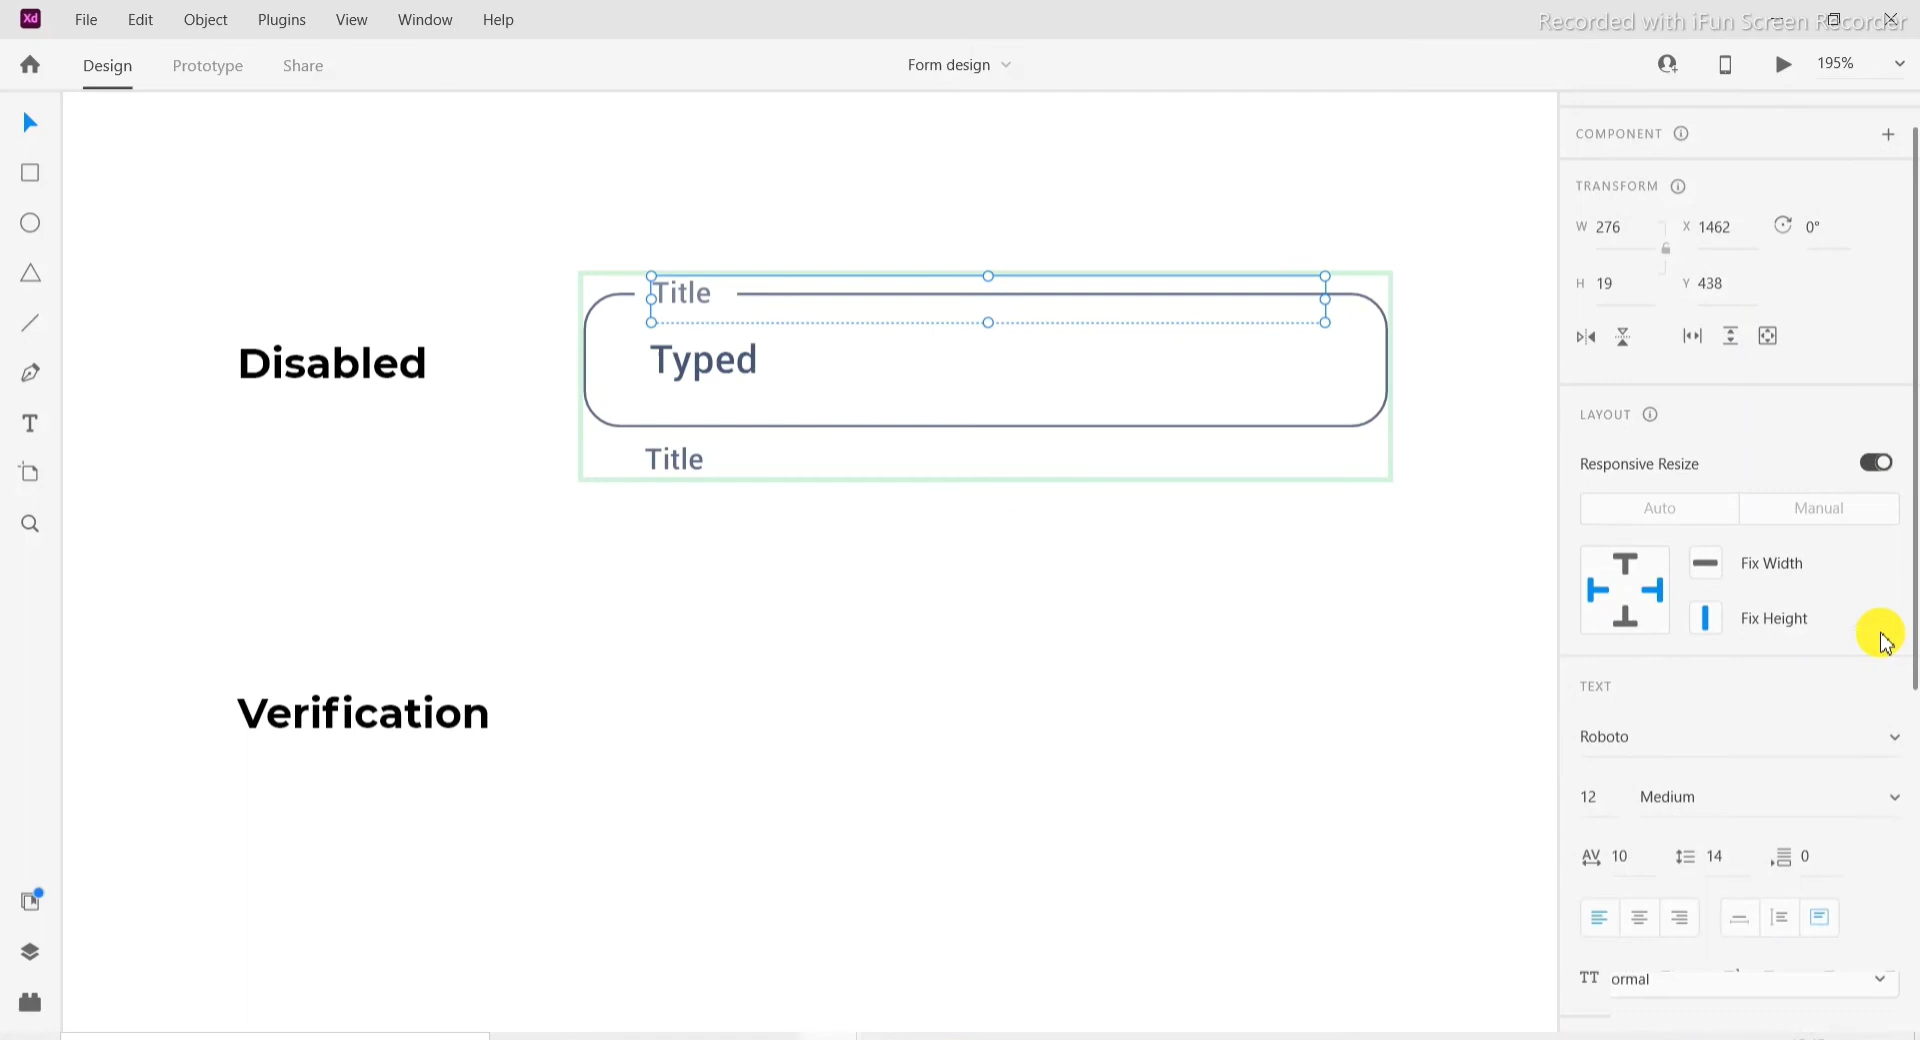 Xd File Edit Object Plugins View Window Help
Recorded with iFun Screen Recorder
Design Prototype Share
Form design
195%
COMPONENT
TRANSFORM
W 276 X 1462 0°
H 19 Y 438
Title
Disabled
Typed
Title
LAYOUT
Responsive Resize
Auto Manual
Fix Width
Fix Height
Verification
TEXT
Roboto
12 Medium
AV 10 14 0
T
TT ormal